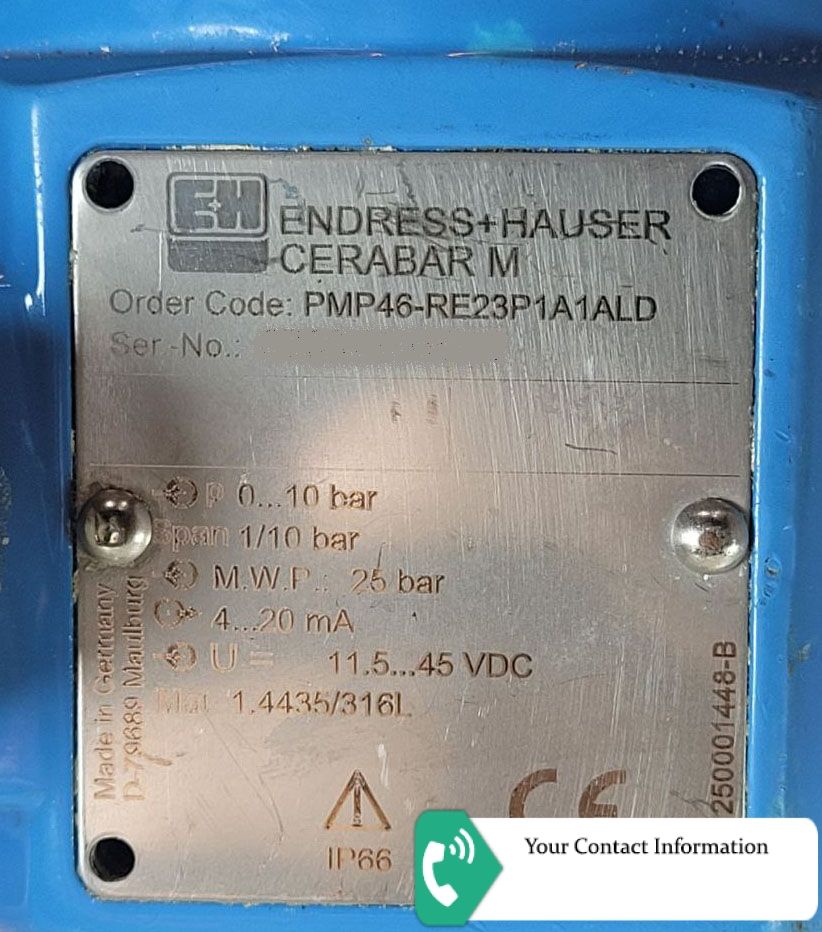 E+H
ENDRESS+HAUSER
CERABAR M
Order Code: PMP46-RE23P1A1ALD
Ser-No.:
p 0...10 bar
Span 1/10 bar
M.W.P.: 25 bar
4...20 mA
U = 11.5...45 VDC
Mat. 1.4435/316L
IP66
CE
Made in Germany
D-79689 Maulburg
250001448-B
Your Contact Information